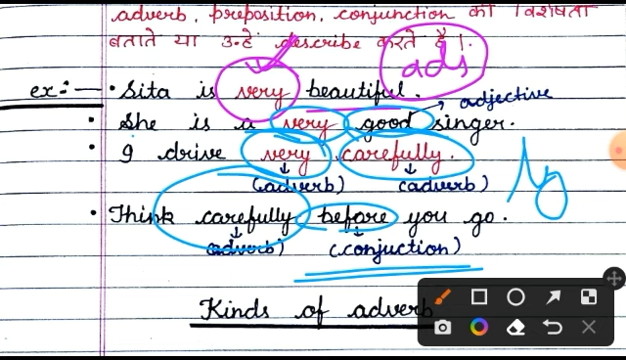 adverb, preposition, conjunction की विशेषता
बताते या उन्हें describe करते है।
adj
ex:- • Sita is very beautiful.
adjective
• She is a very good singer.
• I drive very carefully.
(adverb) (adverb)
• Think carefully before you go.
(adverb) (conjuction)
Kinds of adverb